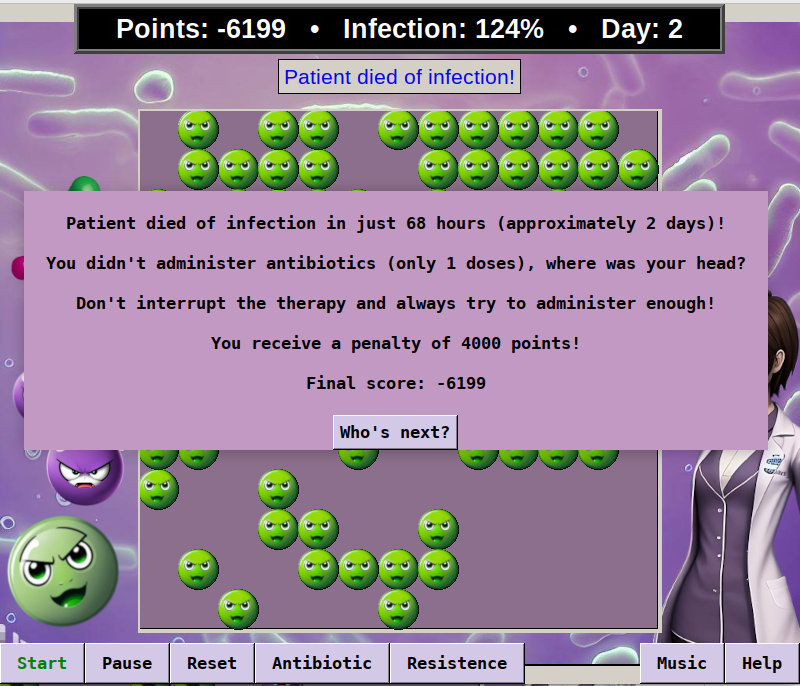 Points: -6199 • Infection: 124% • Day: 2
Patient died of infection!
Patient died of infection in just 68 hours (approximately 2 days)!
You didn't administer antibiotics (only 1 doses), where was your head?
Don't interrupt the therapy and always try to administer enough!
You receive a penalty of 4000 points!
Final score: -6199
Who's next?
Start Pause Reset Antibiotic Resistence Music Help